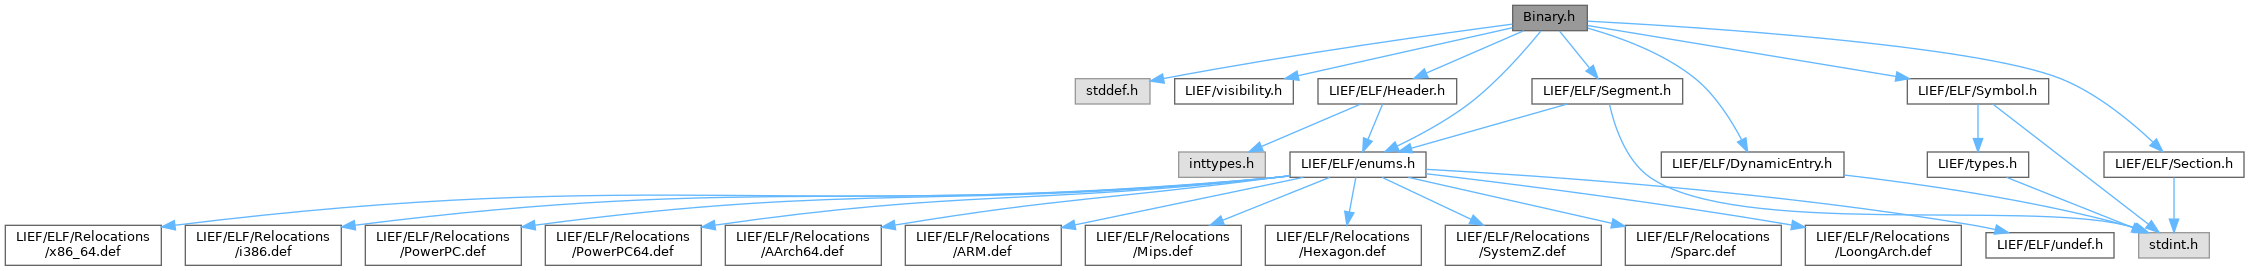 Binary.h
stddef.h
LIEF/visibility.h
LIEF/ELF/Header.h
LIEF/ELF/Segment.h
LIEF/ELF/Symbol.h
inttypes.h
LIEF/ELF/enums.h
LIEF/ELF/DynamicEntry.h
LIEF/types.h
LIEF/ELF/Section.h
LIEF/ELF/Relocations
/x86_64.def
LIEF/ELF/Relocations
/i386.def
LIEF/ELF/Relocations
/PowerPC.def
LIEF/ELF/Relocations
/PowerPC64.def
LIEF/ELF/Relocations
/AArch64.def
LIEF/ELF/Relocations
/ARM.def
LIEF/ELF/Relocations
/Mips.def
LIEF/ELF/Relocations
/Hexagon.def
LIEF/ELF/Relocations
/SystemZ.def
LIEF/ELF/Relocations
/Sparc.def
LIEF/ELF/Relocations
/LoongArch.def
LIEF/ELF/undef.h
stdint.h